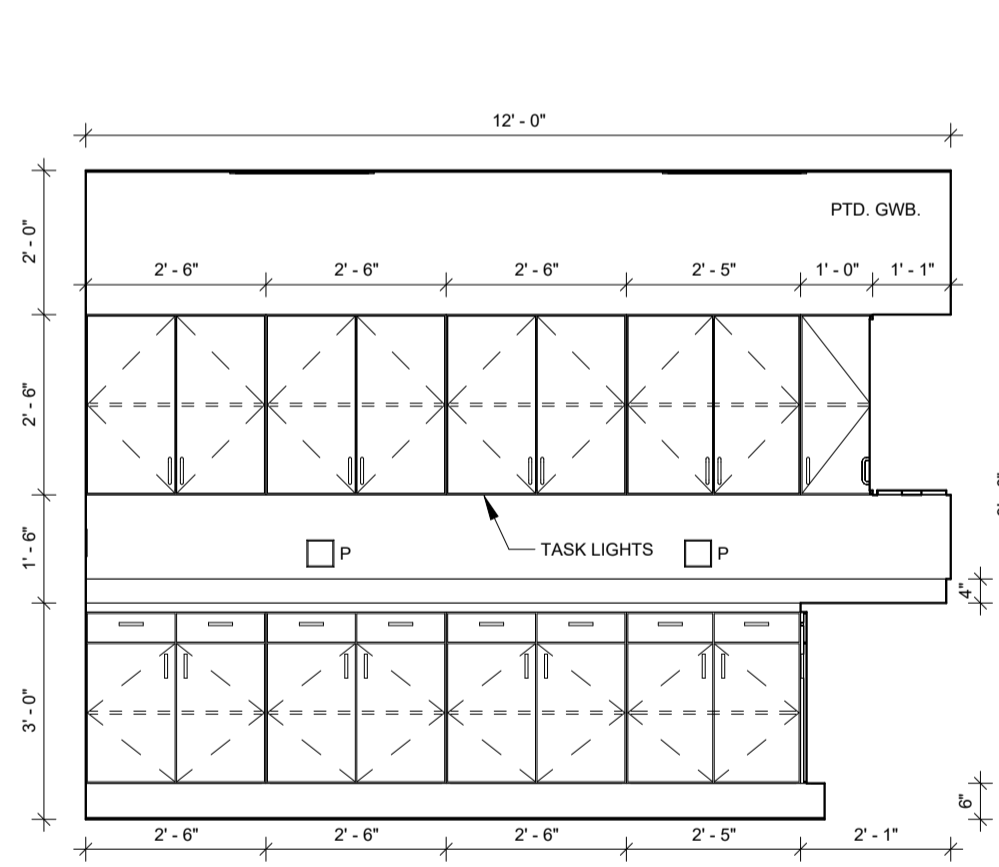 12' - 0"
PTD. GWB.
2' - 0"
2' - 6" 2' - 6" 2' - 6" 2' - 5" 1' - 0" 1' - 1"
2' - 6"
1' - 6"
TASK LIGHTS
P
P
4"
3' - 0"
6"
2' - 6" 2' - 6" 2' - 6" 2' - 5" 2' - 1"